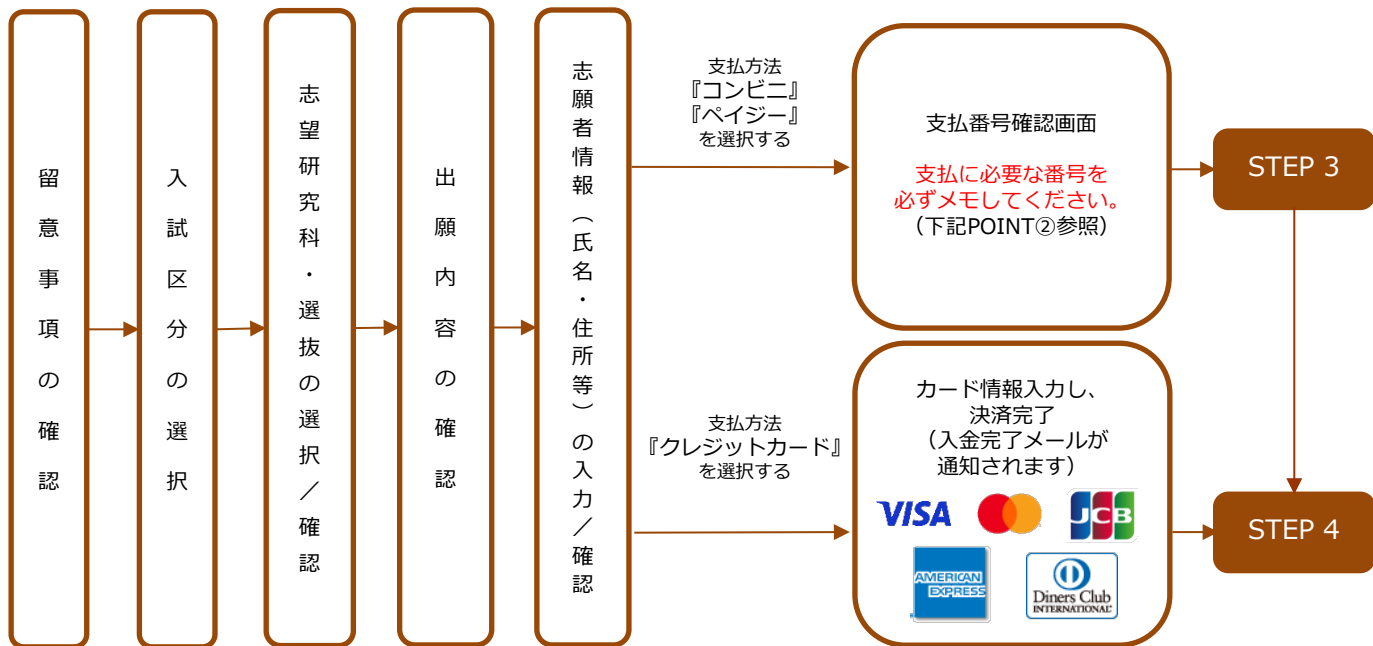 留意事項の確認
入試区分の選択
志望研究科・選抜の選択／確認
出願内容の確認
志願者情報（氏名・住所等）の入力／確認
支払方法
『コンビニ』
『ペイジー』
を選択する
支払番号確認画面
支払に必要な番号を
必ずメモしてください。
（下記POINT②参照）
STEP 3
支払方法
『クレジットカード』
を選択する
カード情報入力し、
決済完了
（入金完了メールが
通知されます）
VISA
JCB
AMERICAN
EXPRESS
Diners Club
INTERNATIONAL
STEP 4